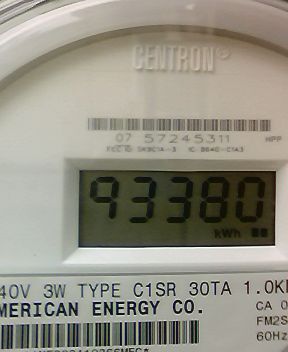 CENTRON®
07 57245311
HPP
93380
kWh
40V 3W TYPE C1SR 30TA 1.0K
MERICAN ENERGY CO.
CA 0
FM2S
60Hz